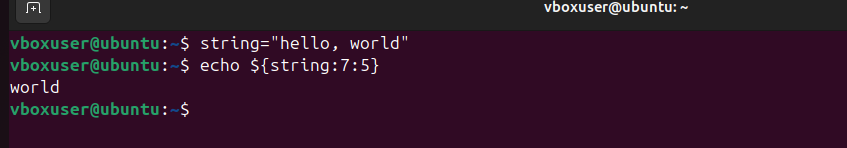 vboxuser@ubuntu: ~
vboxuser@ubuntu:~$ string="hello, world"
vboxuser@ubuntu:~$ echo ${string:7:5}
world
vboxuser@ubuntu:~$